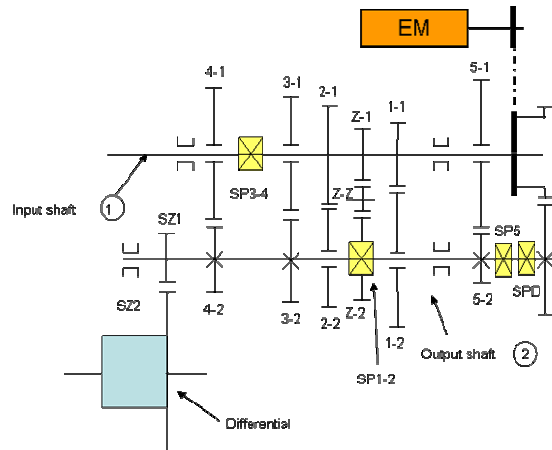 EM
4-1
3-1
2-1
Z-1
1-1
5-1
Input shaft 1
SP3-4
Z-Z
SZ1
SP5
SZ2
4-2
3-2
2-2
Z-2
1-2
5-2
SPD
Output shaft 2
SP1-2
Differential